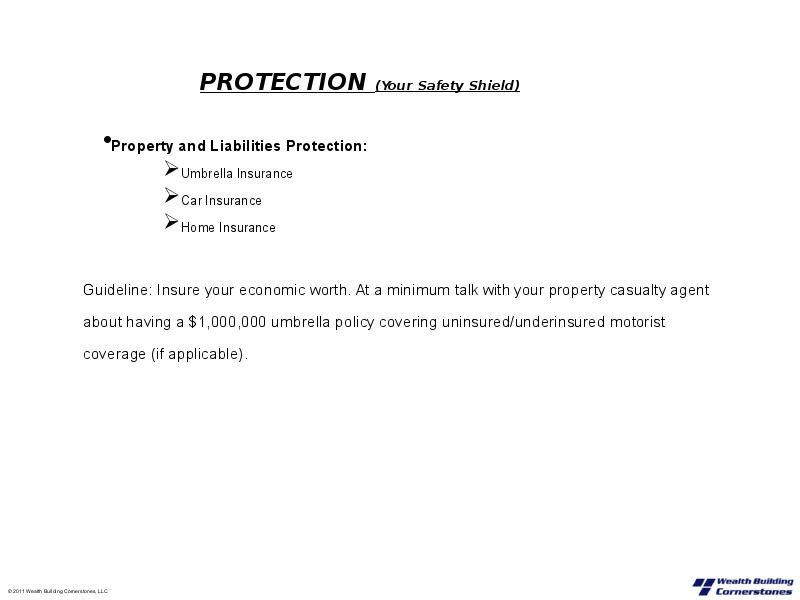 PROTECTION (Your Safety Shield)
•Property and Liabilities Protection:
➢Umbrella Insurance
➢Car Insurance
➢Home Insurance
Guideline: Insure your economic worth. At a minimum talk with your property casualty agent
about having a $1,000,000 umbrella policy covering uninsured/underinsured motorist
coverage (if applicable).
© 2011 Wealth Building Cornerstones, LLC
Wealth Building
Cornerstones